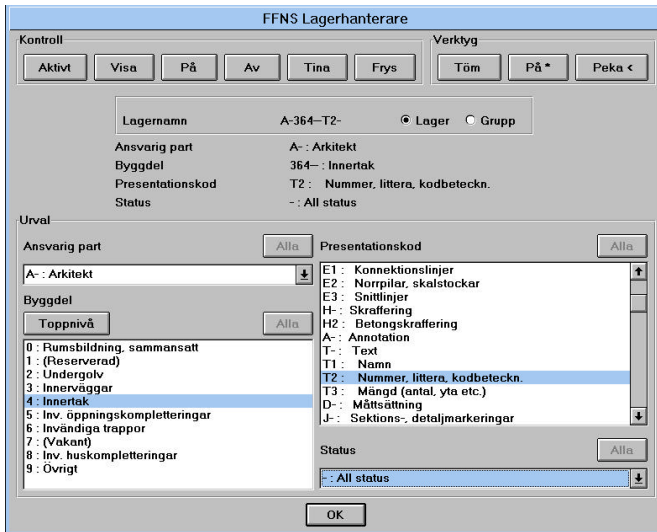 FFNS Lagerhanterare
Kontroll
Verktyg
Aktivt Visa På Av Tina Frys Töm På * Peka <
Lagernamn A-364—T2- Lager Grupp
Ansvarig part A- : Arkitekt
Byggdel 364— : Innertak
Presentationskod T2 : Nummer, littera, kodbeteckn.
Status - : All status
Urval
Ansvarig part Alla
A- : Arkitekt
Byggdel
Toppnivå Alla
0 : Rumsbildning, sammansatt
1 : (Reserverad)
2 : Undergolv
3 : Innerväggar
4 : Innertak
5 : Inv. öppningskompletteringar
6 : Invändiga trappor
7 : (Vakant)
8 : Inv. huskompletteringar
9 : Övrigt
Presentationskod Alla
E1 : Konnektionslinjer
E2 : Norrpilar, skalstockar
E3 : Snittlinjer
H- : Skraffering
H2 : Betongskraffering
A- : Annotation
T- : Text
T1 : Namn
T2 : Nummer, littera, kodbeteckn.
T3 : Mängd (antal, yta etc.)
D- : Måttsättning
J- : Sektions-, detaljmarkeringar
Status Alla
- : All status
OK